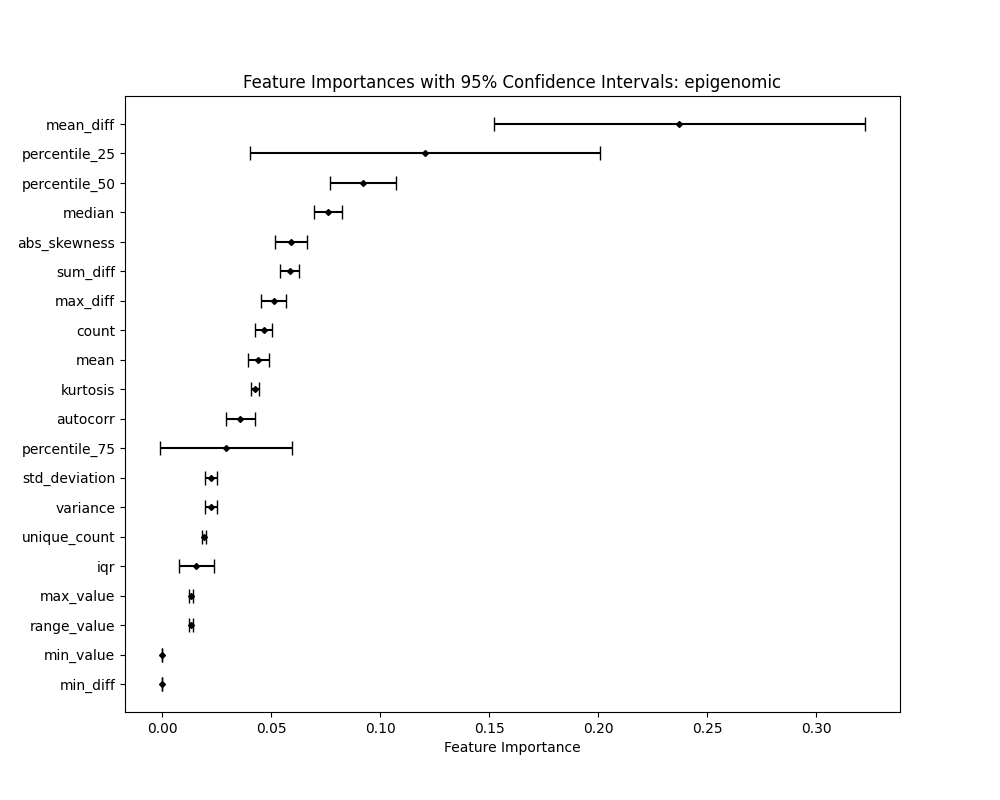 Feature Importances with 95% Confidence Intervals: epigenomic
mean_diff
percentile_25
percentile_50
median
abs_skewness
sum_diff
max_diff
count
mean
kurtosis
autocorr
percentile_75
std_deviation
variance
unique_count
iqr
max_value
range_value
min_value
min_diff
0.00 0.05 0.10 0.15 0.20 0.25 0.30
Feature Importance